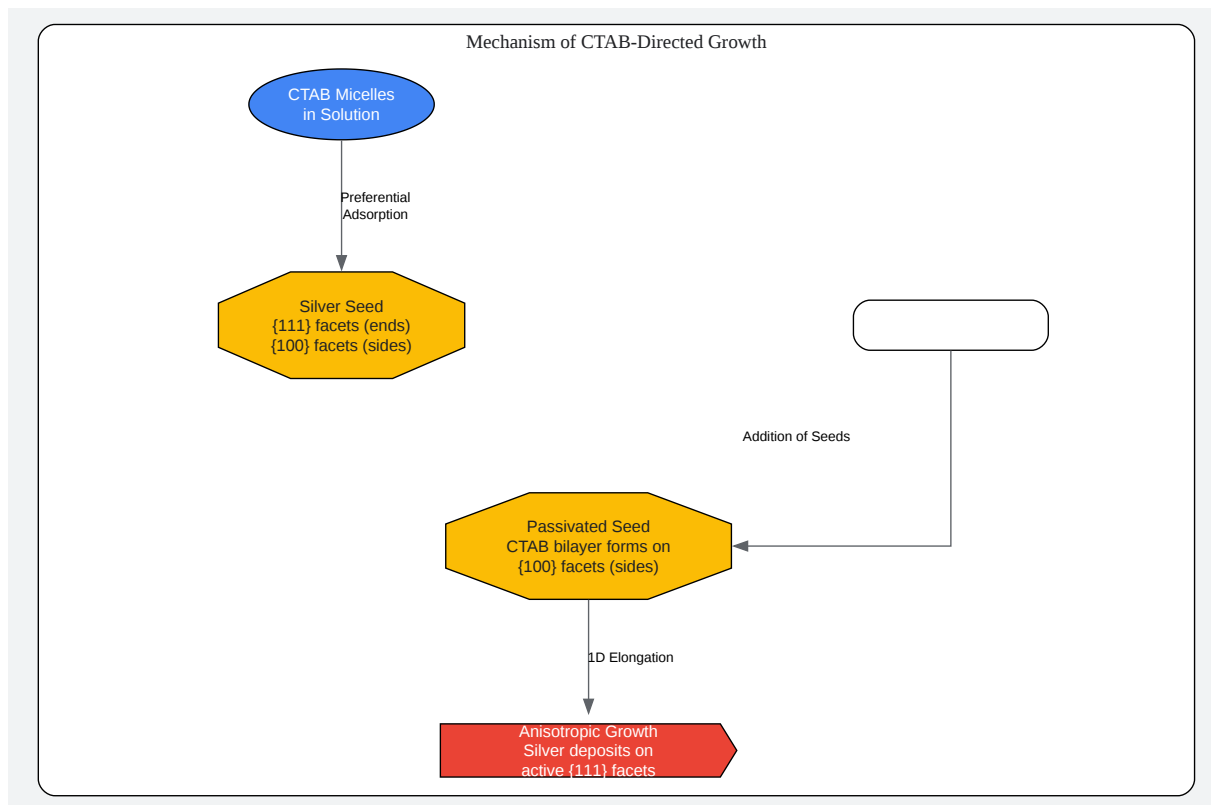 Mechanism of CTAB-Directed Growth
CTAB Micelles
in Solution
Preferential
Adsorption
Silver Seed
{111} facets (ends)
{100} facets (sides)
Addition of Seeds
Passivated Seed
CTAB bilayer forms on
{100} facets (sides)
1D Elongation
Anisotropic Growth
Silver deposits on
active {111} facets